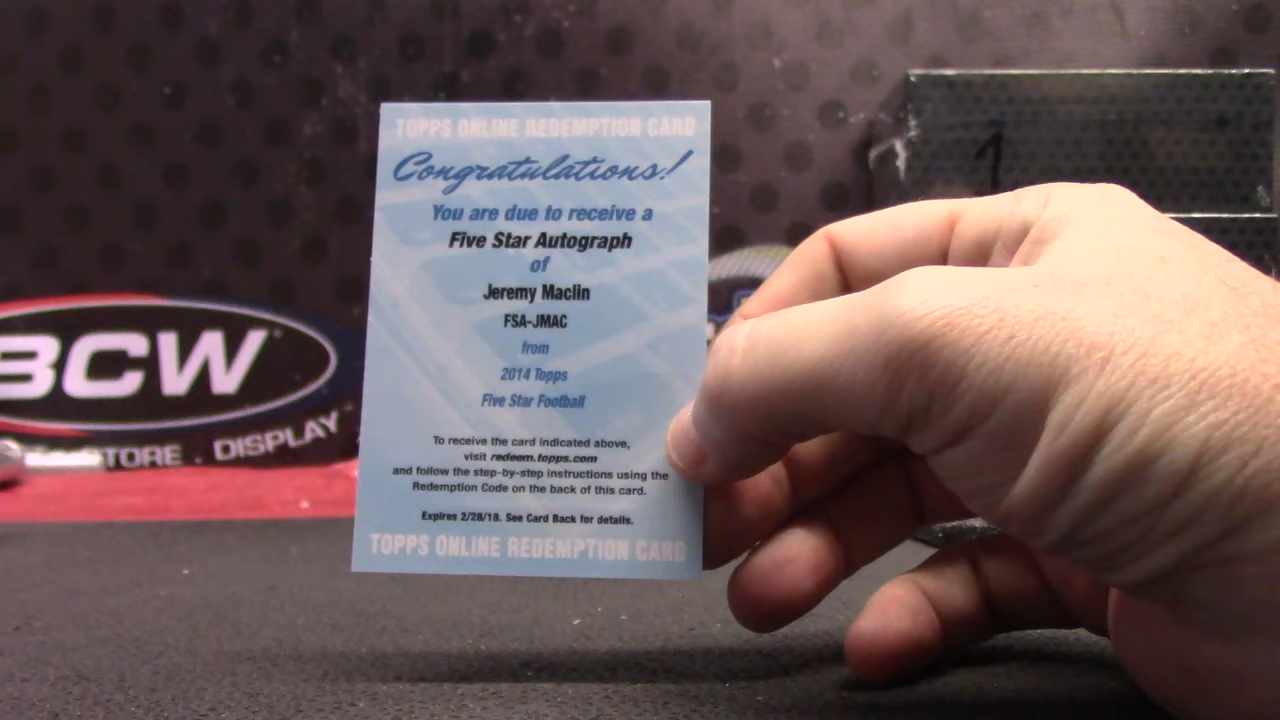 TOPPS ONLINE REDEMPTION CARD
Congratulations!
You are due to receive a
Five Star Autograph
of
Jeremy Maclin
FSA-JMAC
from
2014 Topps
Five Star Football
To receive the card indicated above,
visit redeem.topps.com
and follow the step-by-step instructions using the
Redemption Code on the back of this card.
Expires 2/28/18. See Card Back for details.
TOPPS ONLINE REDEMPTION CARD
BCW
STORE . DISPLAY
1